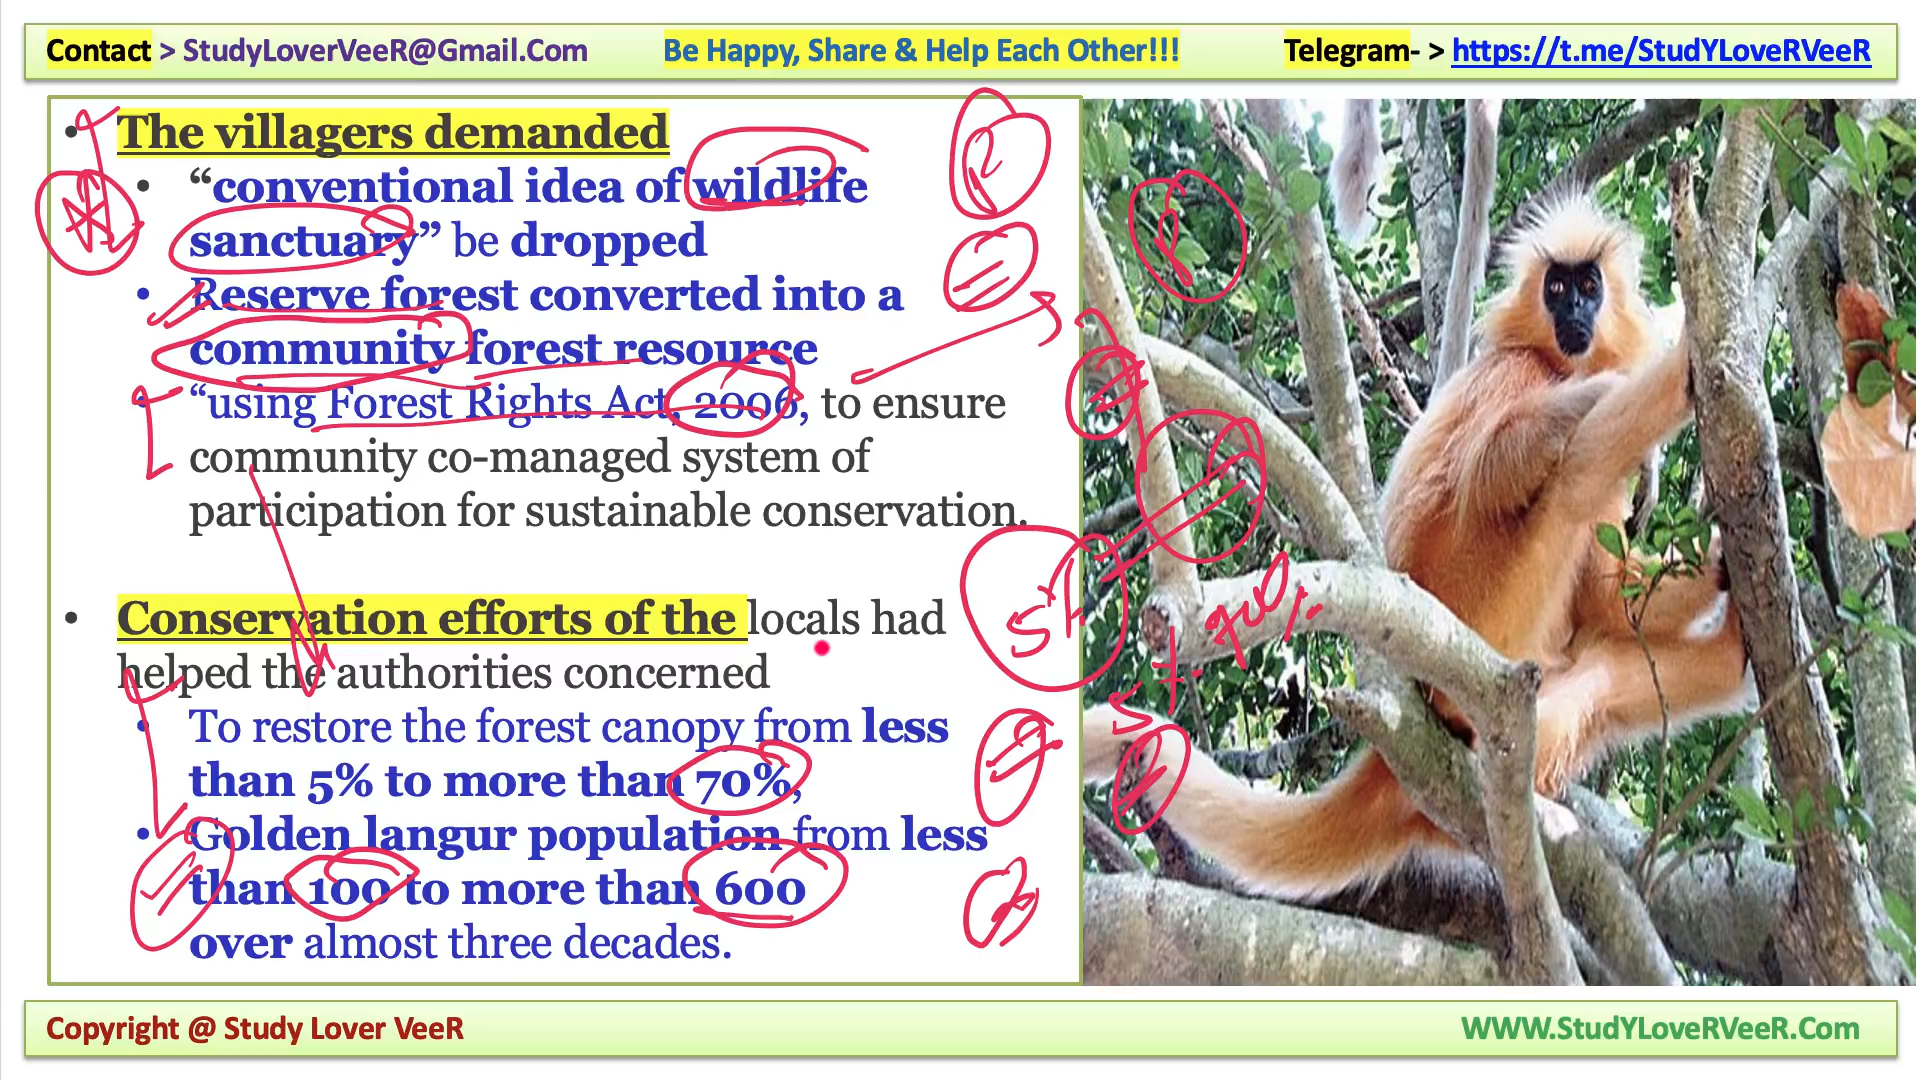 Contact > StudyLoverVeeR@Gmail.Com Be Happy, Share & Help Each Other!!! Telegram- > https://t.me/StudYLoveRVeeR
• The villagers demanded
• “conventional idea of wildlife
sanctuary” be dropped
• Reserve forest converted into a
community forest resource
• “using Forest Rights Act, 2006, to ensure
community co-managed system of
participation for sustainable conservation.
• Conservation efforts of the locals had
helped the authorities concerned
• To restore the forest canopy from less
than 5% to more than 70%,
• Golden langur population from less
than 100 to more than 600
over almost three decades.
5%
5%
70%
Copyright @ Study Lover VeeR
WWW.StudYLoveRVeeR.Com